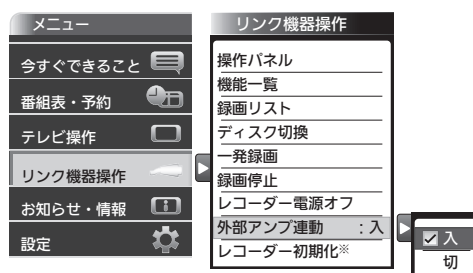 メニュー
今すぐできること
番組表・予約
テレビ操作
リンク機器操作
お知らせ・情報
設定
リンク機器操作
操作パネル
機能一覧
録画リスト
ディスク切換
一発録画
録画停止
レコーダー電源オフ
外部アンプ連動 :入
レコーダー初期化※
入
切